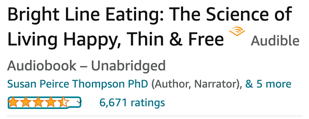 Bright Line Eating: The Science of
Living Happy, Thin & Free Audible
Audiobook – Unabridged
Susan Peirce Thompson PhD (Author, Narrator), & 5 more
6,671 ratings